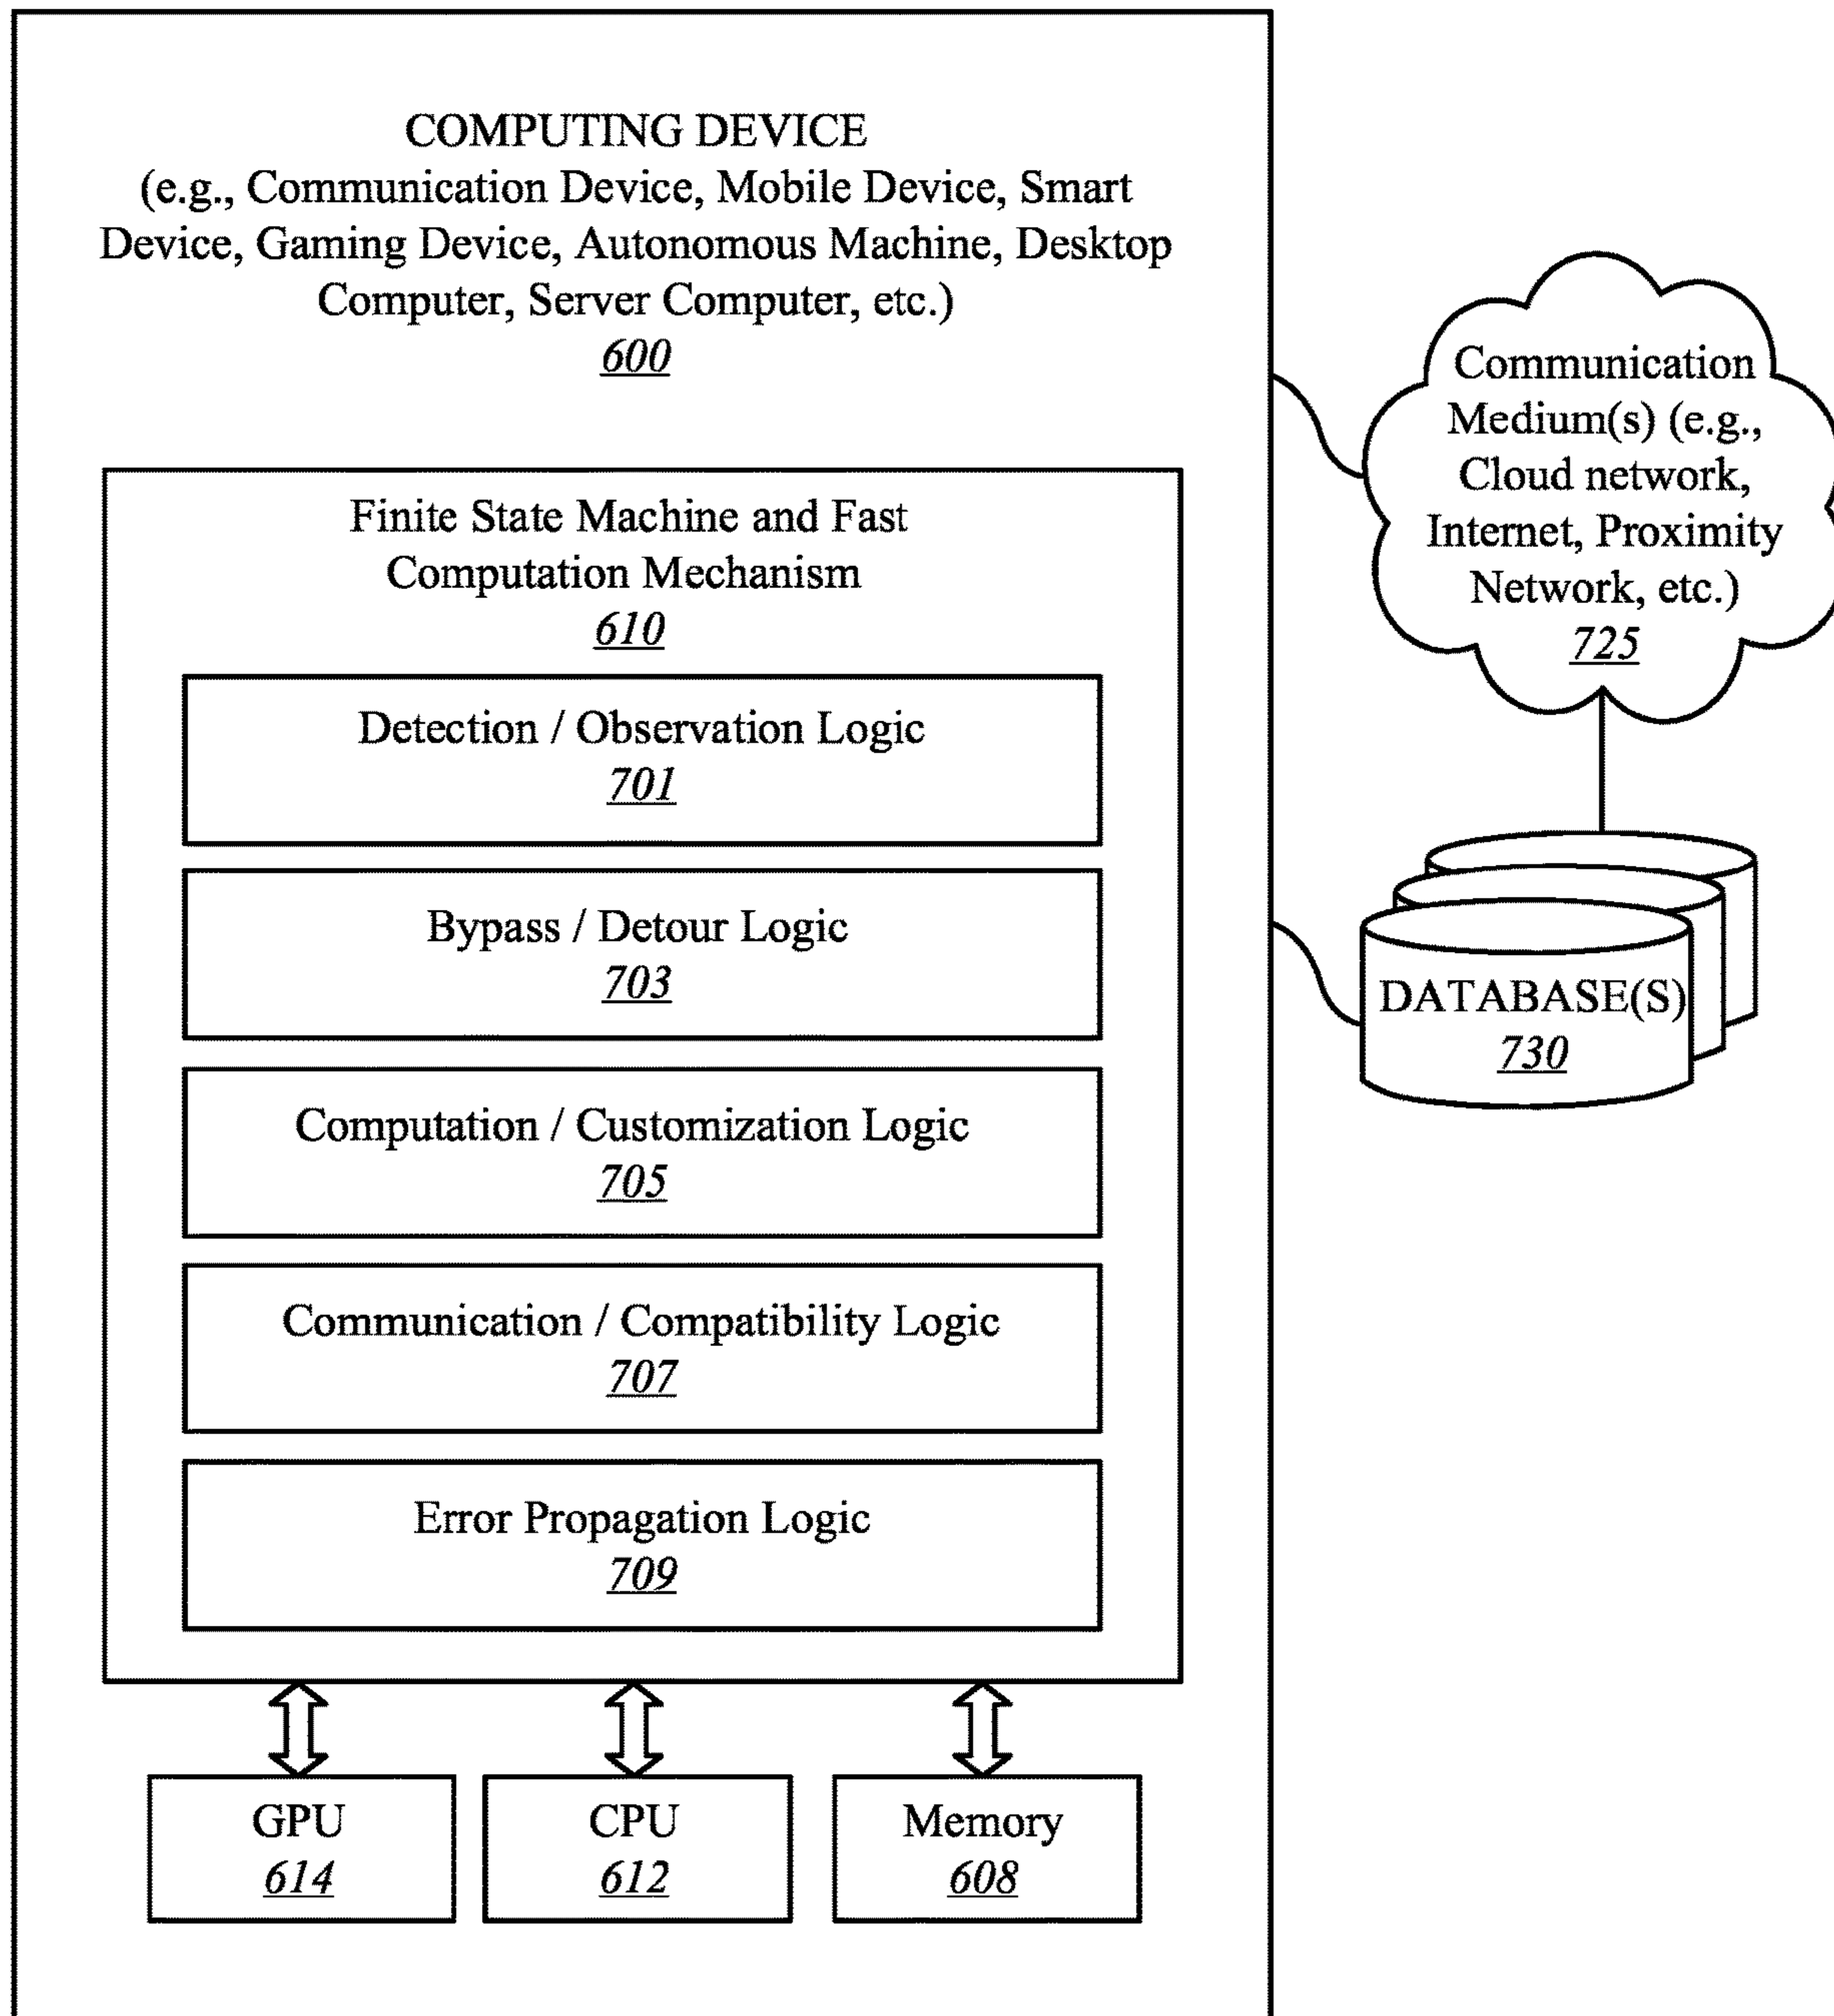 COMPUTING DEVICE
(e.g., Communication Device, Mobile Device, Smart
Device, Gaming Device, Autonomous Machine, Desktop
Computer, Server Computer, etc.)
600
Finite State Machine and Fast
Computation Mechanism
610
Detection / Observation Logic
701
Bypass / Detour Logic
703
Computation / Customization Logic
705
Communication / Compatibility Logic
707
Error Propagation Logic
709
GPU
614
CPU
612
Memory
608
Communication
Medium(s) (e.g.,
Cloud network,
Internet, Proximity
Network, etc.)
725
DATABASE(S)
730